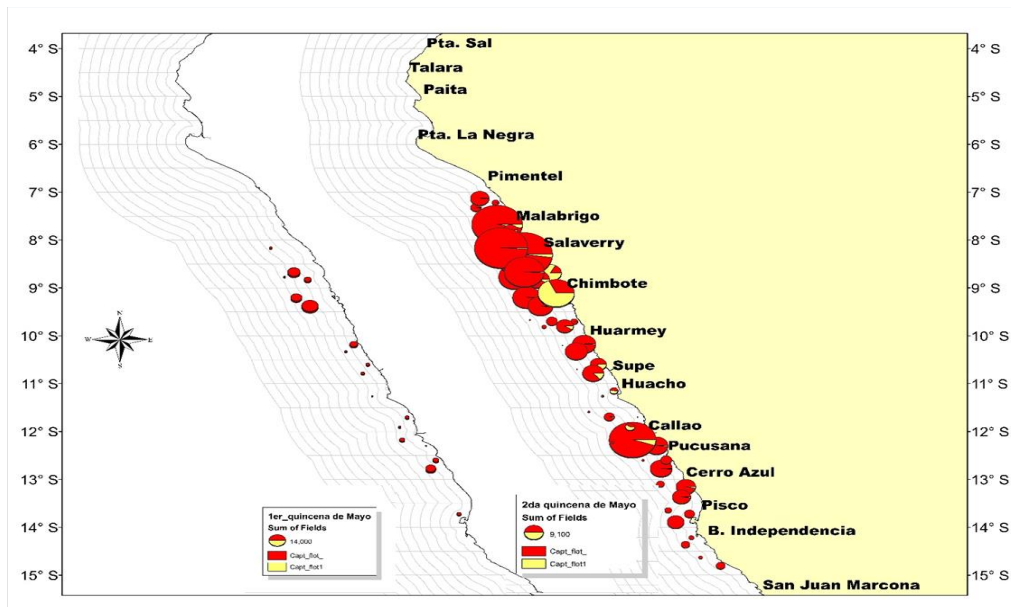 4° S
5° S
6° S
7° S
8° S
9° S
10° S
11° S
12° S
13° S
14° S
15° S
Pta. Sal
Talara
Paita
Pta. La Negra
Pimentel
Malabrigo
Salaverry
Chimbote
Huarmey
Supe
Huacho
Callao
Pucusana
Cerro Azul
Pisco
B. Independencia
San Juan Marcona
N
W
E
S
1er_quincena de Mayo
Sum of Fields
14,000
Capt_flot_
Capt_flot1
2da quincena de Mayo
Sum of Fields
9,100
Capt_flot_
Capt_flot1
4° S
5° S
6° S
7° S
8° S
9° S
10° S
11° S
12° S
13° S
14° S
15° S